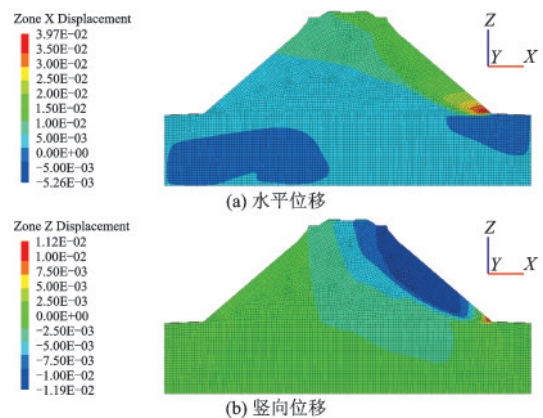 Zone X Displacement
3.97E-02
3.50E-02
3.00E-02
2.50E-02
2.00E-02
1.50E-02
1.00E-02
5.00E-03
0.00E+00
-5.00E-03
-5.26E-03
Z
Y X
(a) 水平位移
Zone Z Displacement
1.12E-02
1.00E-02
7.50E-03
5.00E-03
2.50E-03
0.00E+00
-2.50E-03
-5.00E-03
-7.50E-03
-1.00E-02
-1.19E-02
Z
Y X
(b) 竖向位移